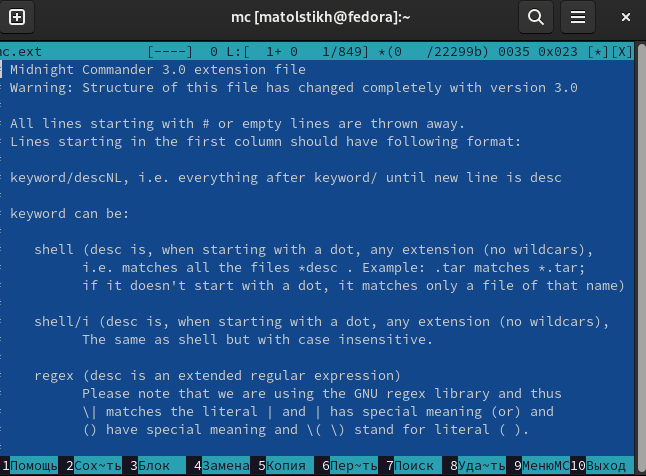 mc [matolstikh@fedora]:~
mc.ext [----] 0 L:[ 1+ 0 1/849] *(0 /22299b) 0035 0x023 [*][X]
# Midnight Commander 3.0 extension file
# Warning: Structure of this file has changed completely with version 3.0
#
# All lines starting with # or empty lines are thrown away.
# Lines starting in the first column should have following format:
#
# keyword/descNL, i.e. everything after keyword/ until new line is desc
#
# keyword can be:
#
# shell (desc is, when starting with a dot, any extension (no wildcars),
# i.e. matches all the files *desc . Example: .tar matches *.tar;
# if it doesn't start with a dot, it matches only a file of that name)
#
# shell/i (desc is, when starting with a dot, any extension (no wildcars),
# The same as shell but with case insensitive.
#
# regex (desc is an extended regular expression)
# Please note that we are using the GNU regex library and thus
# \| matches the literal | and | has special meaning (or) and
# () have special meaning and \( \) stand for literal ( ).
#
1Помощь 2Сох~ть 3Блок 4Замена 5Копия 6Пер~ть 7Поиск 8Уда~ть 9МенюMC 10Выход